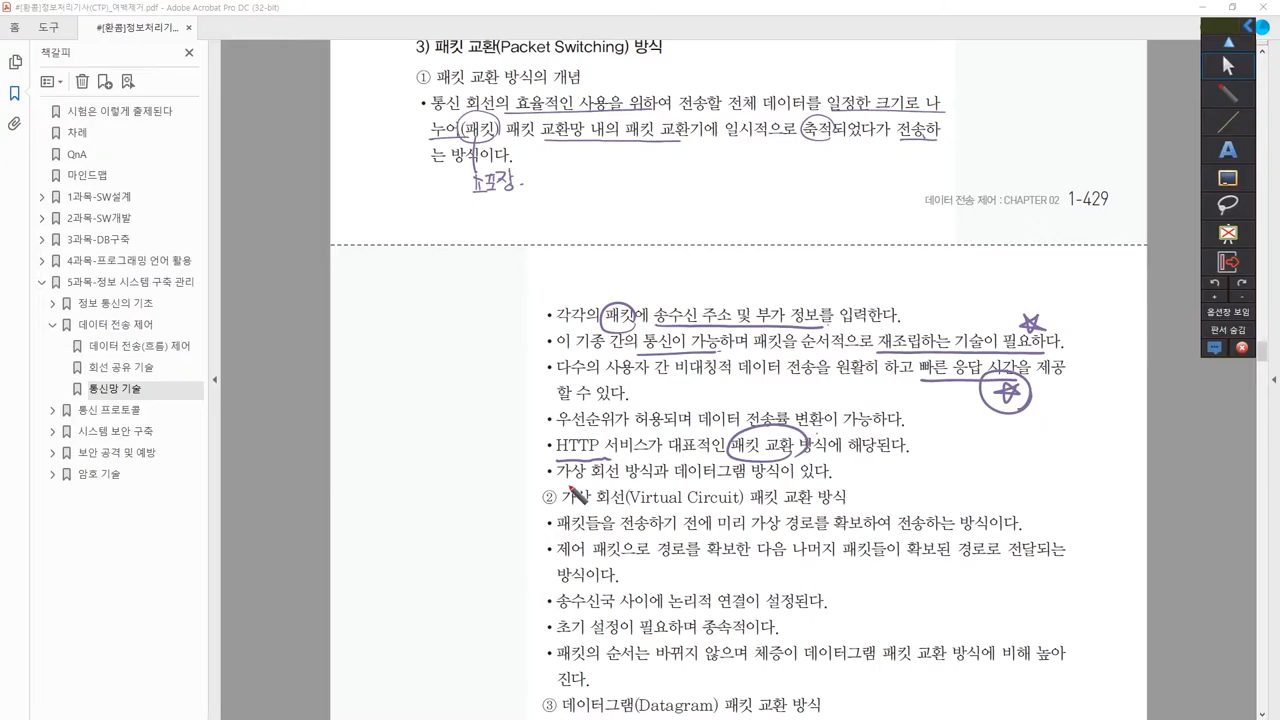 #[환콤]정보처리기사(CTP)_여백제거.pdf - Adobe Acrobat Pro DC (32-bit)
홈 도구 #[환콤]정보처리기... ×
책갈피 ×
시험은 이렇게 출제된다
차례
QnA
마인드맵
1과목-SW설계
2과목-SW개발
3과목-DB구축
4과목-프로그래밍 언어 활용
5과목-정보 시스템 구축 관리
정보 통신의 기초
데이터 전송 제어
데이터 전송(흐름) 제어
회선 공유 기술
통신망 기술
통신 프로토콜
시스템 보안 구축
보안 공격 및 예방
암호 기술
3) 패킷 교환(Packet Switching) 방식
① 패킷 교환 방식의 개념
• 통신 회선의 효율적인 사용을 위하여 전송할 전체 데이터를 일정한 크기로 나
누어(패킷) 패킷 교환망 내의 패킷 교환기에 일시적으로 축적되었다가 전송하
는 방식이다.
데이터 전송 제어 : CHAPTER 02 1-429
• 각각의 패킷에 송수신 주소 및 부가 정보를 입력한다.
• 이 기종 간의 통신이 가능하며 패킷을 순서적으로 재조립하는 기술이 필요하다.
• 다수의 사용자 간 비대칭적 데이터 전송을 원활히 하고 빠른 응답 시간을 제공
할 수 있다.
• 우선순위가 허용되며 데이터 전송률 변환이 가능하다.
• HTTP 서비스가 대표적인 패킷 교환 방식에 해당된다.
• 가상 회선 방식과 데이터그램 방식이 있다.
② 가상 회선(Virtual Circuit) 패킷 교환 방식
• 패킷들을 전송하기 전에 미리 가상 경로를 확보하여 전송하는 방식이다.
• 제어 패킷으로 경로를 확보한 다음 나머지 패킷들이 확보된 경로로 전달되는
방식이다.
• 송수신국 사이에 논리적 연결이 설정된다.
• 초기 설정이 필요하며 종속적이다.
• 패킷의 순서는 바뀌지 않으며 체증이 데이터그램 패킷 교환 방식에 비해 높아
진다.
③ 데이터그램(Datagram) 패킷 교환 방식
A
옵션창 보임
판서 숨김